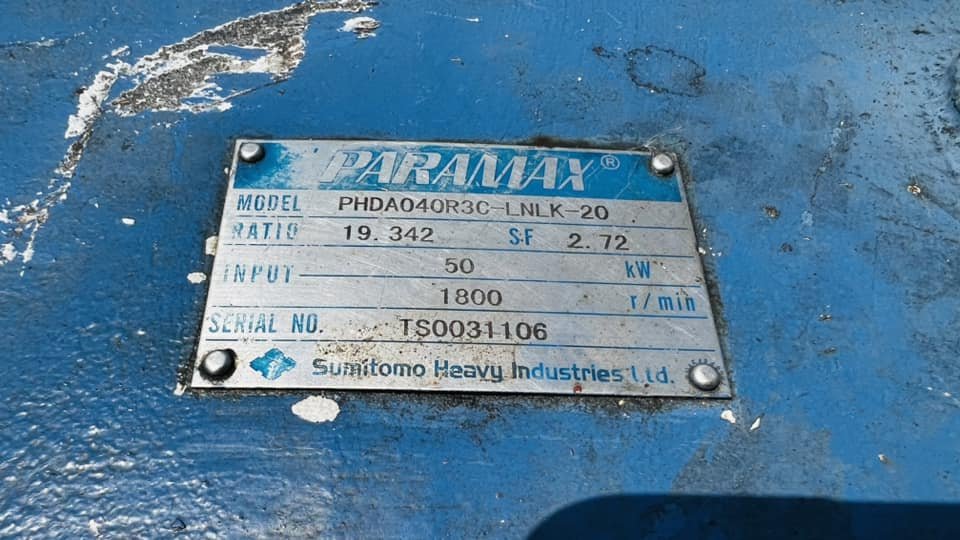 PARAMAX®
MODEL PHDA040R3C-LNLK-20
RATIO 19.342 SF 2.72
INPUT 50 kW
1800 r/min
SERIAL NO. TS0031106
Sumitomo Heavy Industries Ltd.